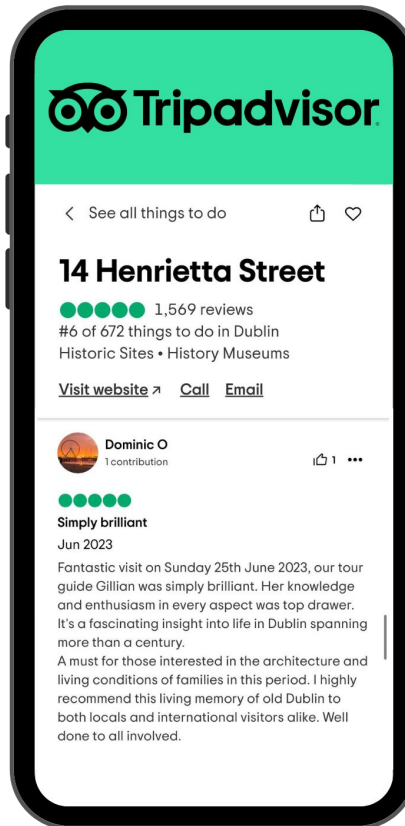 Tripadvisor
See all things to do
14 Henrietta Street
1,569 reviews
#6 of 672 things to do in Dublin
Historic Sites • History Museums
Visit website Call Email
Dominic O
1 contribution
1
Simply brilliant
Jun 2023
Fantastic visit on Sunday 25th June 2023, our tour
guide Gillian was simply brilliant. Her knowledge
and enthusiasm in every aspect was top drawer.
It's a fascinating insight into life in Dublin spanning
more than a century.
A must for those interested in the architecture and
living conditions of families in this period. I highly
recommend this living memory of old Dublin to
both locals and international visitors alike. Well
done to all involved.